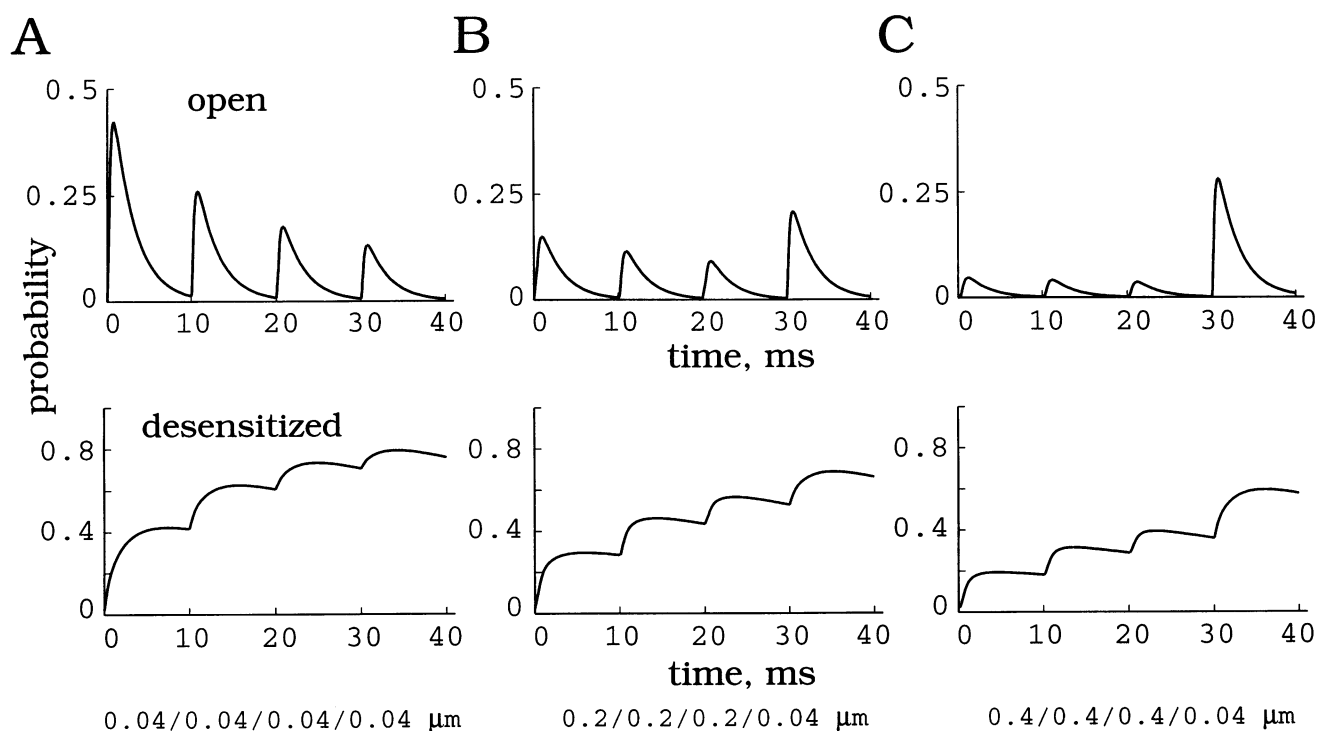 A B C
0.5 0.5 0.5
open
0.25 0.25 0.25
0 0 0
0 10 20 30 40 0 10 20 30 40 0 10 20 30 40
time, ms
probability
desensitized
0.8 0.8 0.8
0.4 0.4 0.4
0 0 0
0 10 20 30 40 0 10 20 30 40 0 10 20 30 40
time, ms
0.04/0.04/0.04/0.04 μm 0.2/0.2/0.2/0.04 μm 0.4/0.4/0.4/0.04 μm